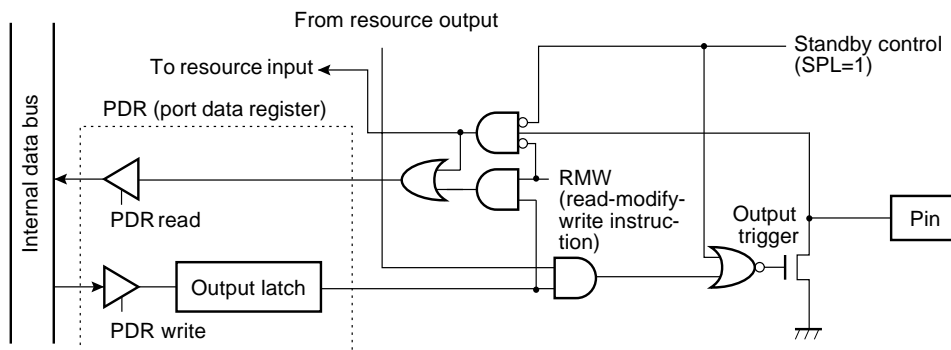 From resource output
Standby control
(SPL=1)
To resource input
PDR (port data register)
Internal data bus
RMW
(read-modify-
write instruc-
tion)
PDR read
Output
trigger
Pin
Output latch
PDR write